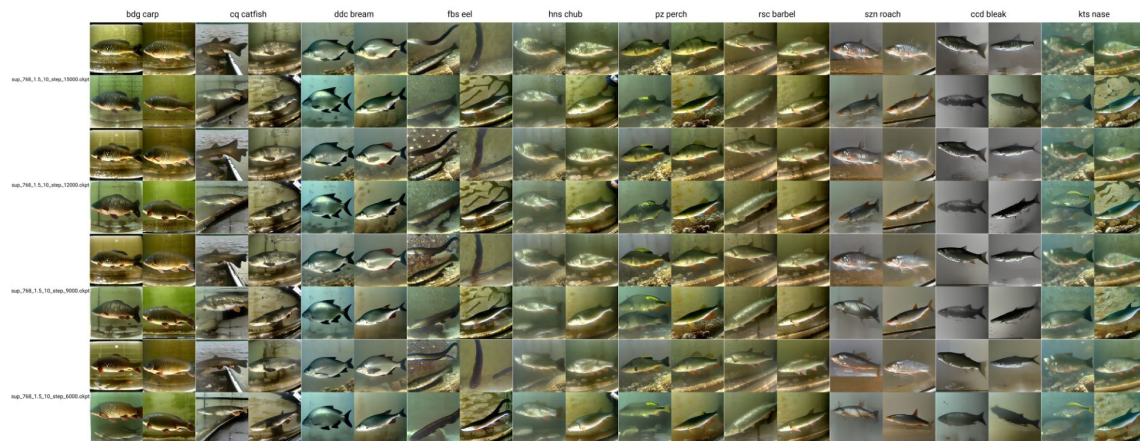 bdg carp cq catfish ddc bream fbs eel hns chub pz perch rsc barbel szn roach ccd bleak kts nase
sup_768_1.5_10_step_15000.ckpt
sup_768_1.5_10_step_12000.ckpt
sup_768_1.5_10_step_9000.ckpt
sup_768_1.5_10_step_6000.ckpt